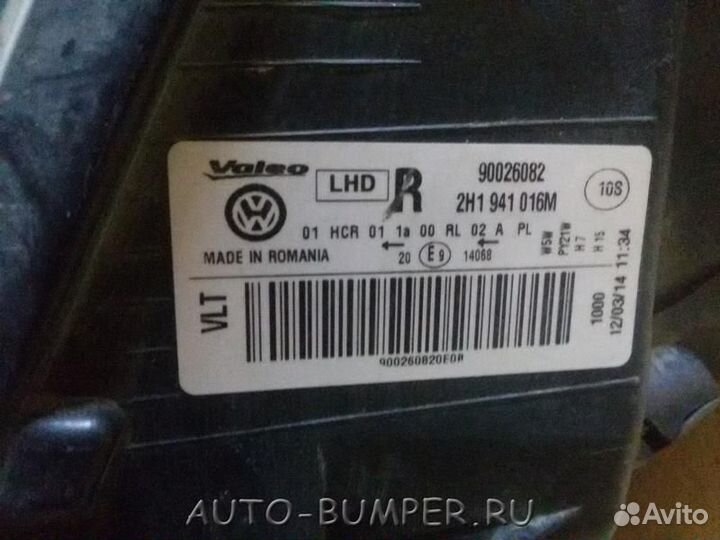 Valeo
LHD R
90026082
2H1 941 016M
10S
01 HCR 01 1a 00 RL 02 A PL
← ←
MADE IN ROMANIA
20 E9 14068
W5W
PY21W
H7
H15
VLT
1000
12/03/14 11:34
900260820E0R
AUTO-BUMPER.RU
Avito